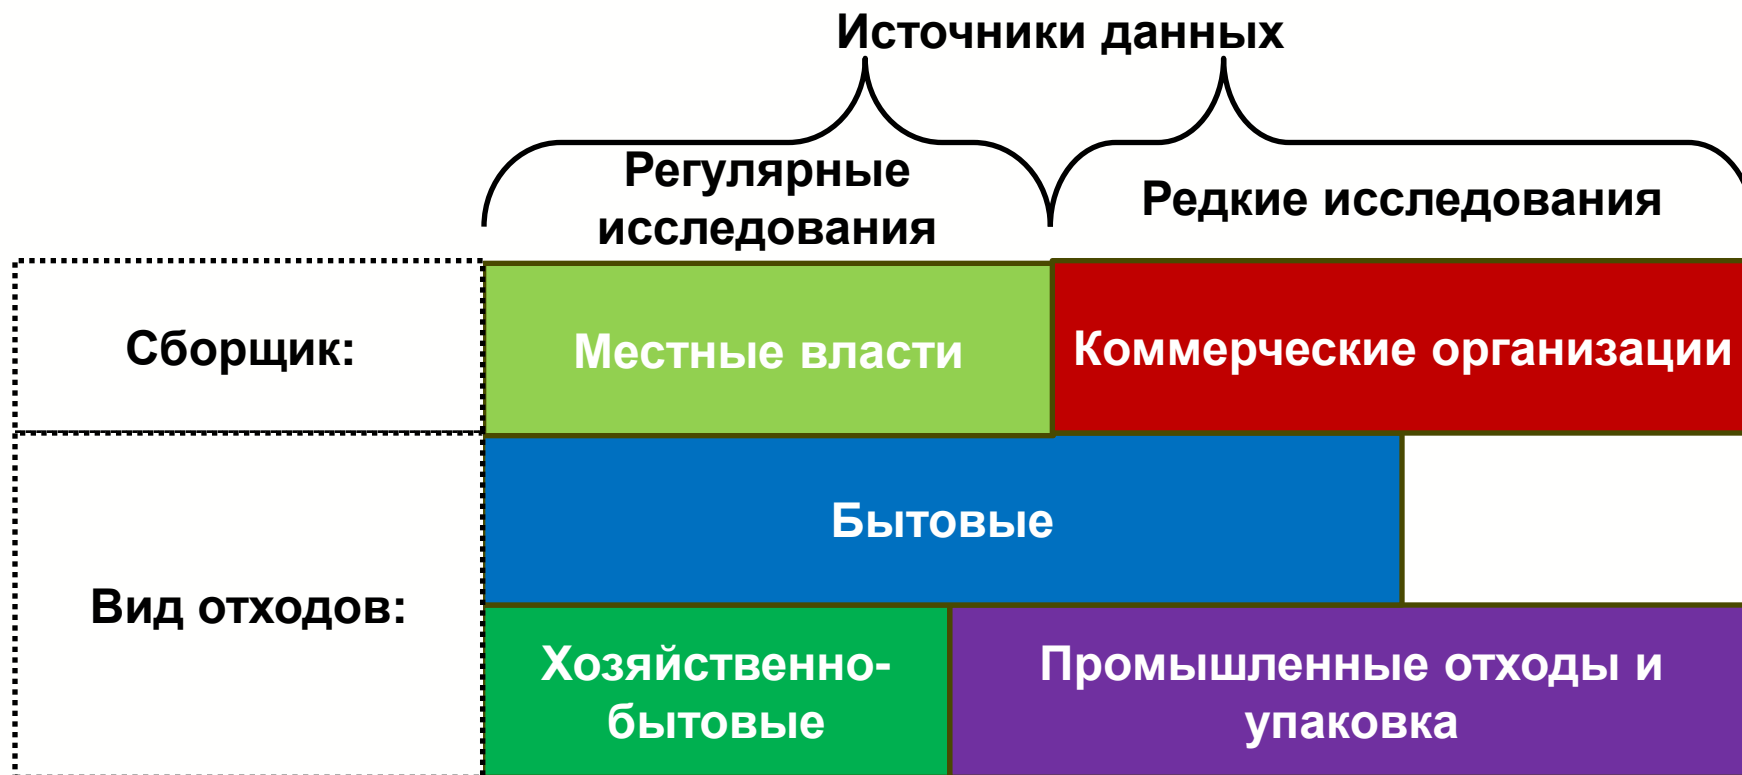 Источники данных
Регулярные
исследования
Редкие исследования
Сборщик:
Местные власти
Коммерческие организации
Вид отходов:
Бытовые
Хозяйственно-
бытовые
Промышленные отходы и
упаковка